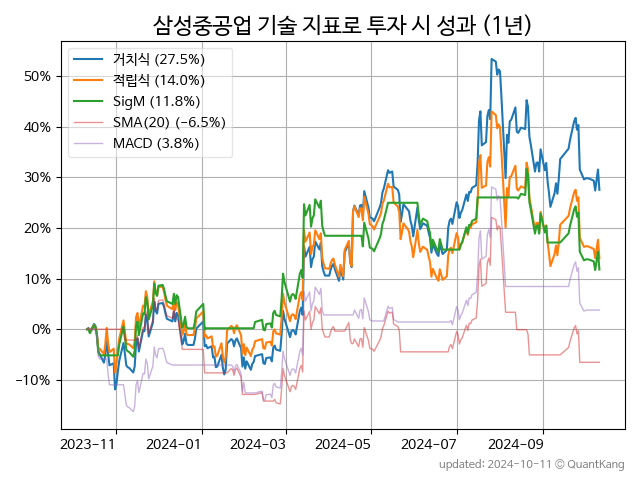 삼성중공업 기술 지표로 투자 시 성과 (1년)
거치식 (27.5%)
적립식 (14.0%)
SigM (11.8%)
SMA(20) (−6.5%)
MACD (3.8%)
50%
40%
30%
20%
10%
0%
−10%
2023-11
2024-01
2024-03
2024-05
2024-07
2024-09
updated: 2024-10-11 © QuantKang